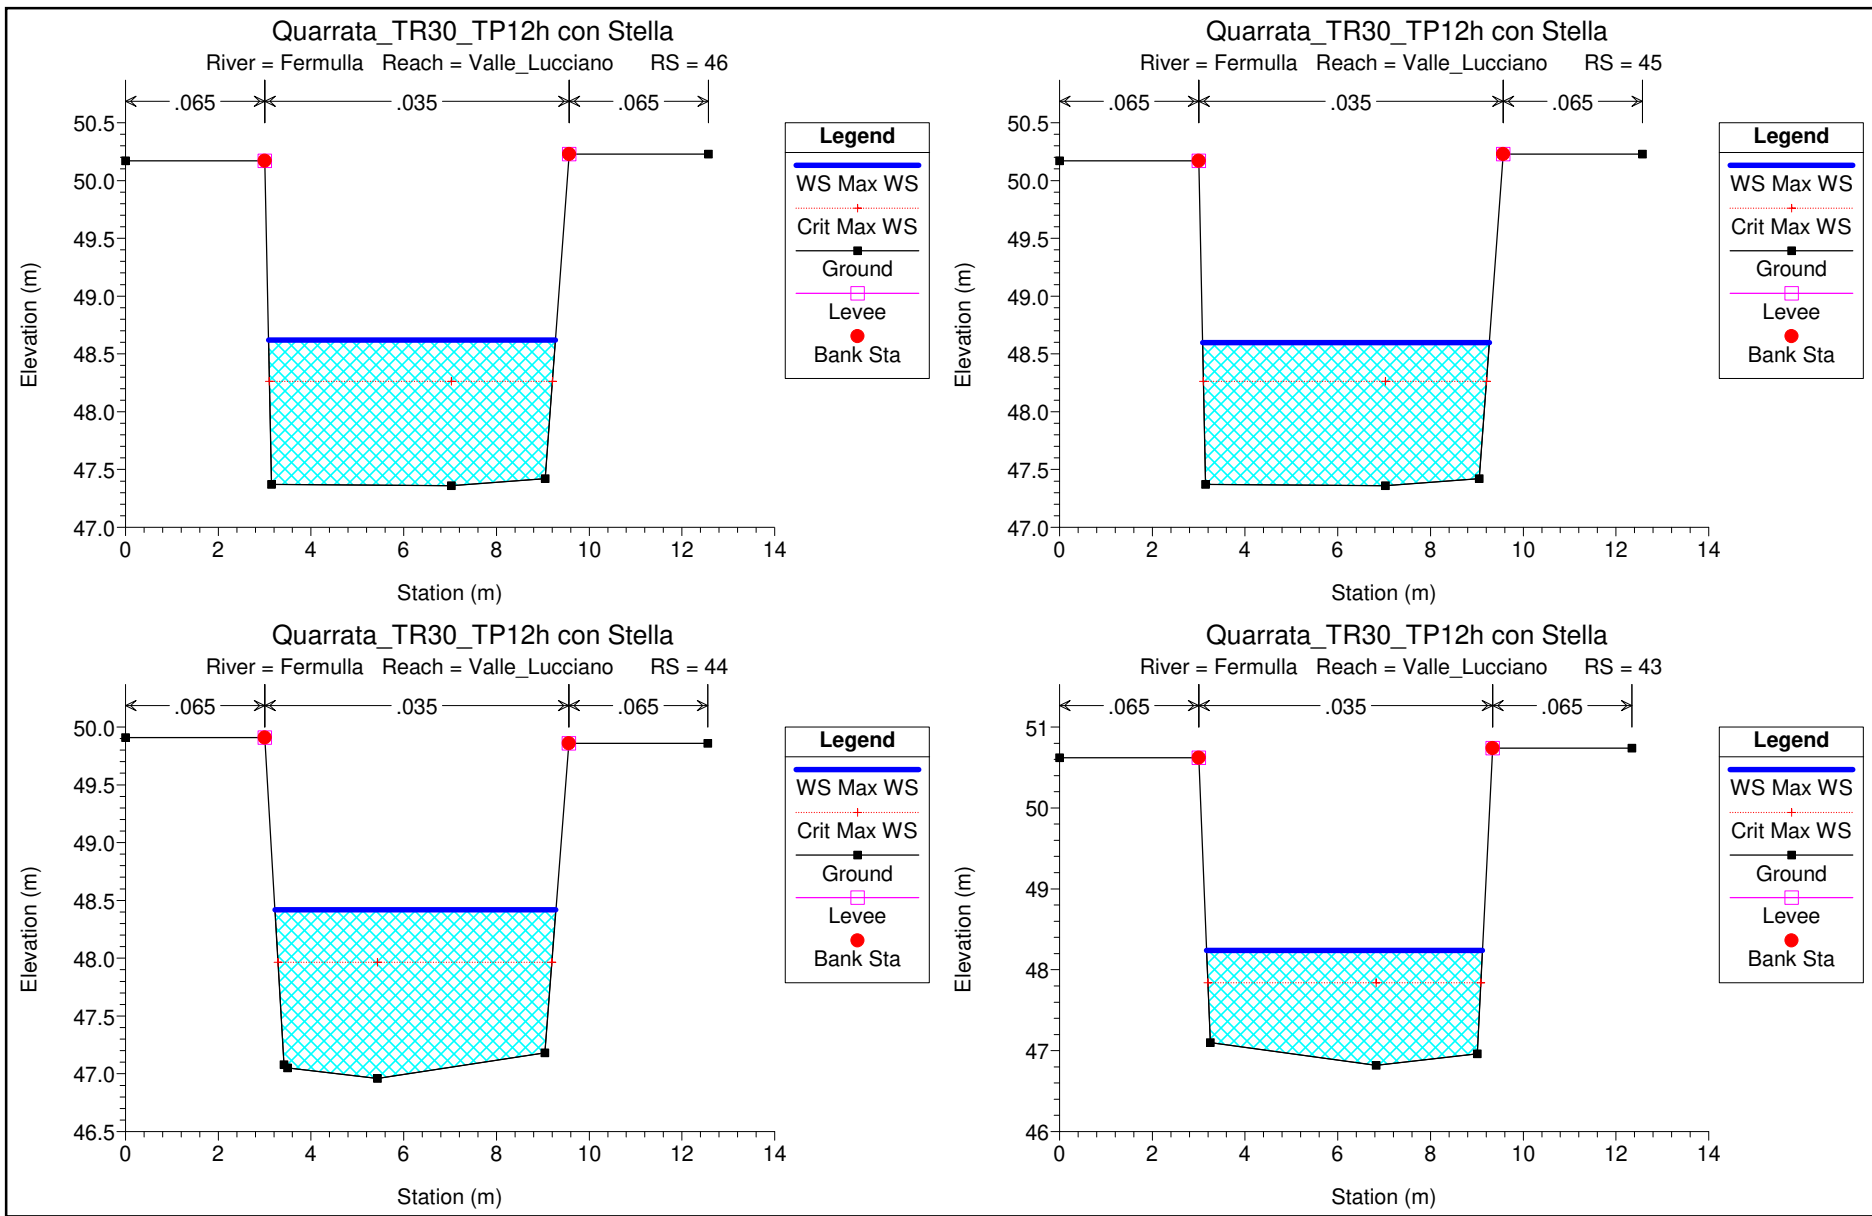 Quarrata_TR30_TP12h con Stella
River = Fermulla Reach = Valle_Lucciano RS = 46
.065 .035 .065
50.5
50.0
49.5
49.0
48.5
48.0
47.5
47.0
Elevation (m)
0 2 4 6 8 10 12 14
Station (m)
Legend
WS Max WS
Crit Max WS
Ground
Levee
Bank Sta
Quarrata_TR30_TP12h con Stella
River = Fermulla Reach = Valle_Lucciano RS = 45
.065 .035 .065
50.5
50.0
49.5
49.0
48.5
48.0
47.5
47.0
Elevation (m)
0 2 4 6 8 10 12 14
Station (m)
Legend
WS Max WS
Crit Max WS
Ground
Levee
Bank Sta
Quarrata_TR30_TP12h con Stella
River = Fermulla Reach = Valle_Lucciano RS = 44
.065 .035 .065
50.0
49.5
49.0
48.5
48.0
47.5
47.0
46.5
Elevation (m)
0 2 4 6 8 10 12 14
Station (m)
Legend
WS Max WS
Crit Max WS
Ground
Levee
Bank Sta
Quarrata_TR30_TP12h con Stella
River = Fermulla Reach = Valle_Lucciano RS = 43
.065 .035 .065
51
50
49
48
47
46
Elevation (m)
0 2 4 6 8 10 12 14
Station (m)
Legend
WS Max WS
Crit Max WS
Ground
Levee
Bank Sta